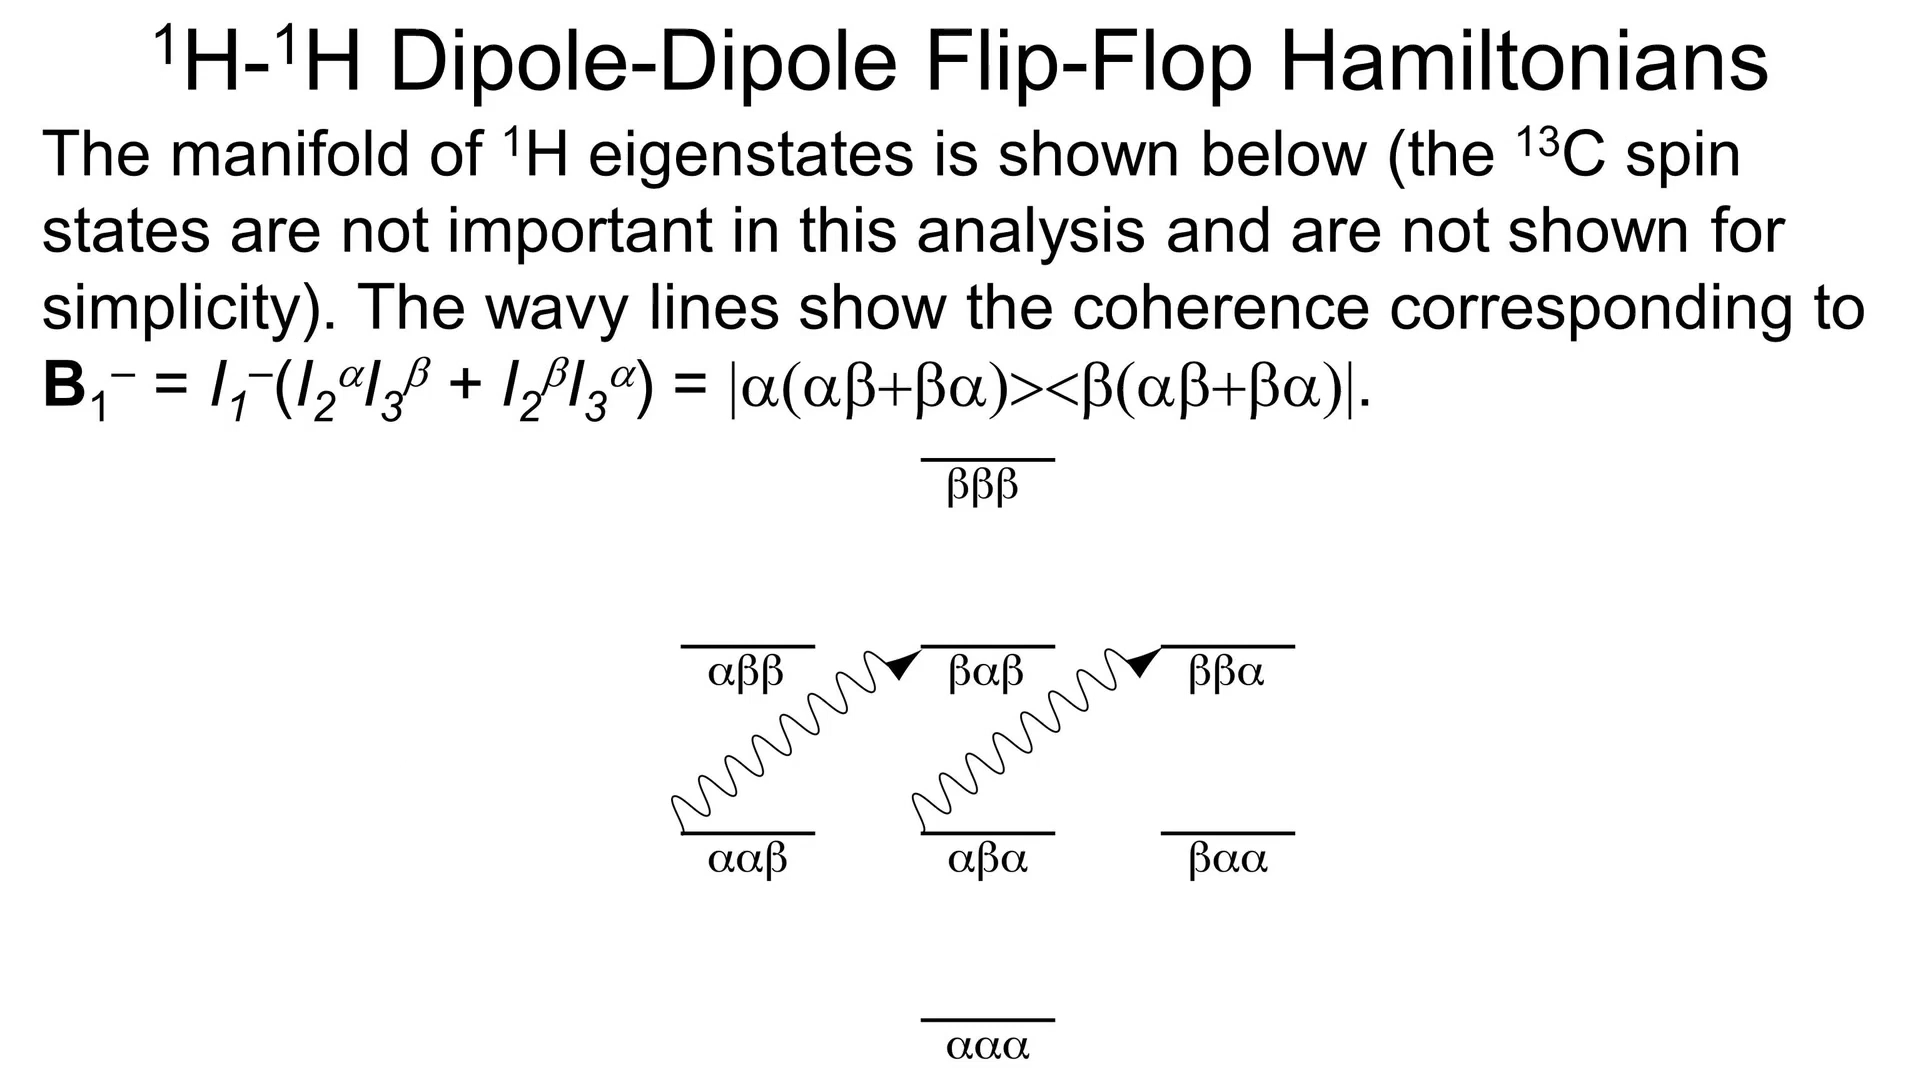 ¹H-¹H Dipole-Dipole Flip-Flop Hamiltonians
The manifold of ¹H eigenstates is shown below (the ¹³C spin
states are not important in this analysis and are not shown for
simplicity). The wavy lines show the coherence corresponding to
B₁⁻ = I₁⁻(I₂ᵅI₃ᵝ + I₂ᵝI₃ᵅ) = |α(αβ+βα)><β(αβ+βα)|.
βββ
αββ βαβ ββα
ααβ αβα βαα
ααα